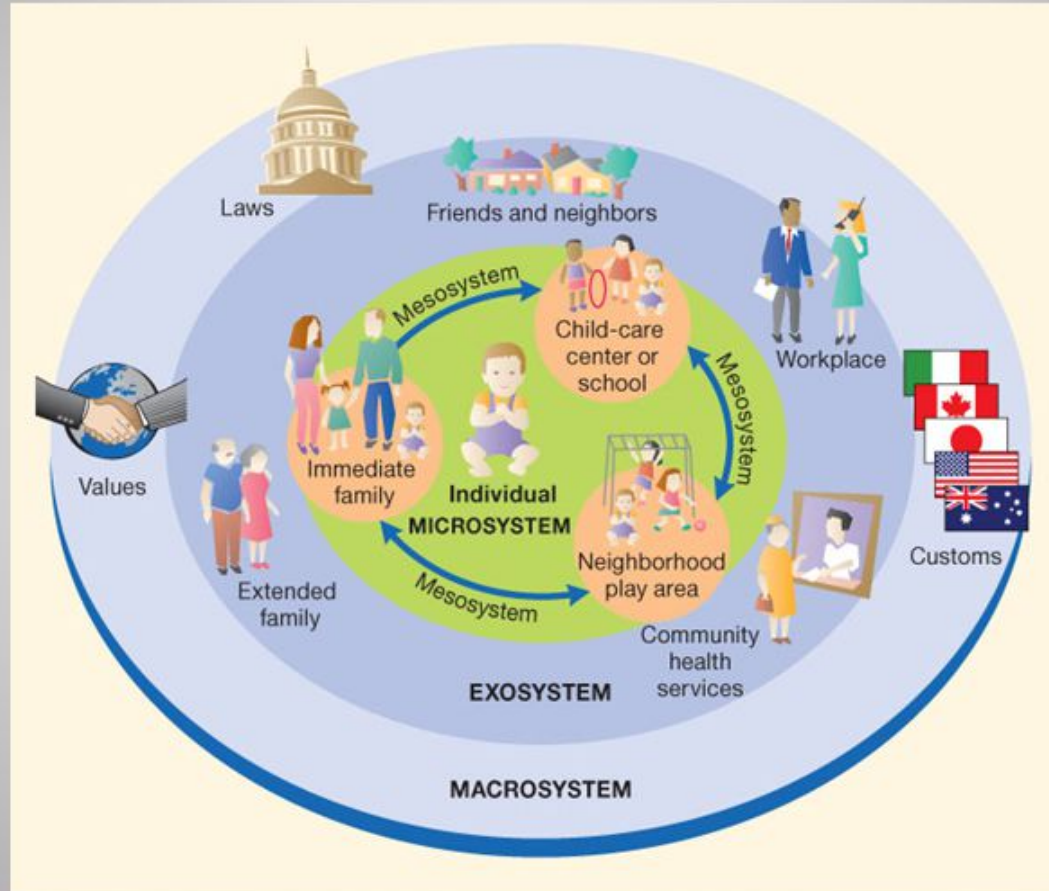 Laws
Friends and neighbors
Mesosystem
Child-care
center or
school
Workplace
Mesosystem
Values
Immediate
family
Individual
MICROSYSTEM
Neighborhood
play area
Customs
Mesosystem
Extended
family
Community
health
services
EXOSYSTEM
MACROSYSTEM